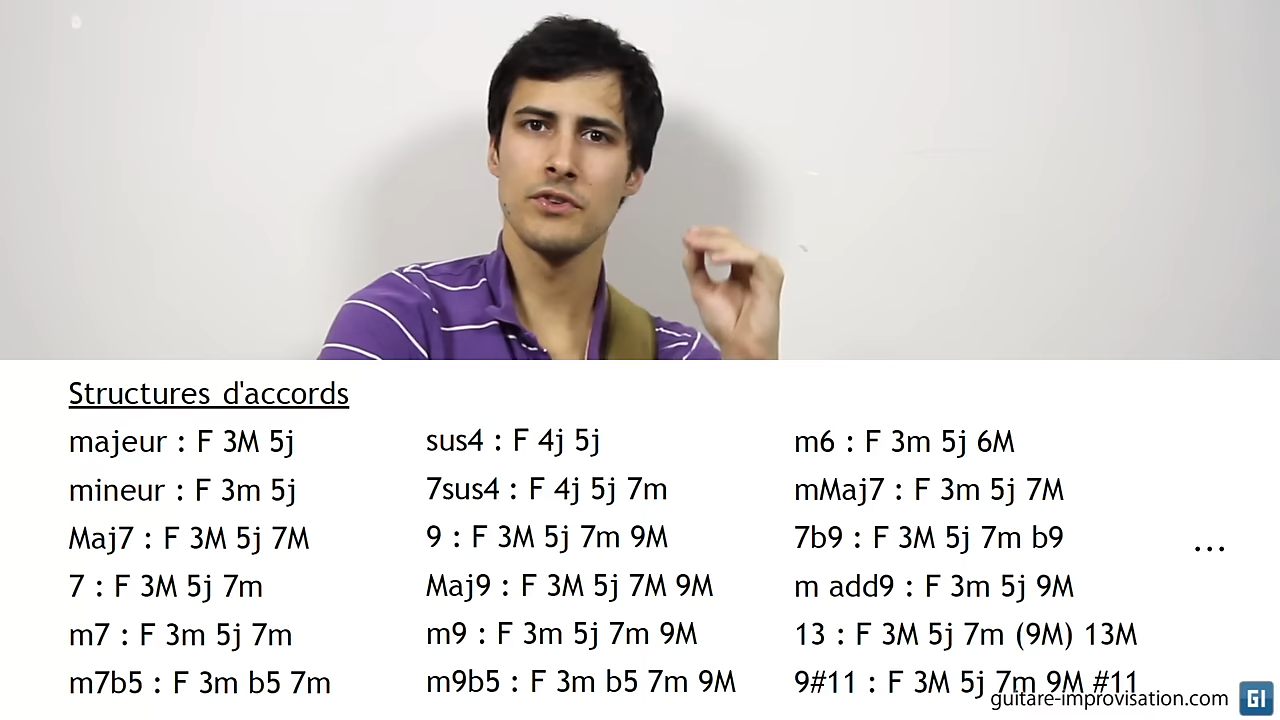 Structures d'accords
majeur : F 3M 5j
mineur : F 3m 5j
Maj7 : F 3M 5j 7M
7 : F 3M 5j 7m
m7 : F 3m 5j 7m
m7b5 : F 3m b5 7m
sus4 : F 4j 5j
7sus4 : F 4j 5j 7m
9 : F 3M 5j 7m 9M
Maj9 : F 3M 5j 7M 9M
m9 : F 3m 5j 7m 9M
m9b5 : F 3m b5 7m 9M
m6 : F 3m 5j 6M
mMaj7 : F 3m 5j 7M
7b9 : F 3M 5j 7m b9
m add9 : F 3m 5j 9M
13 : F 3M 5j 7m (9M) 13M
9#11 : F 3M 5j 7m 9M #11
...
guitare-improvisation.com GI